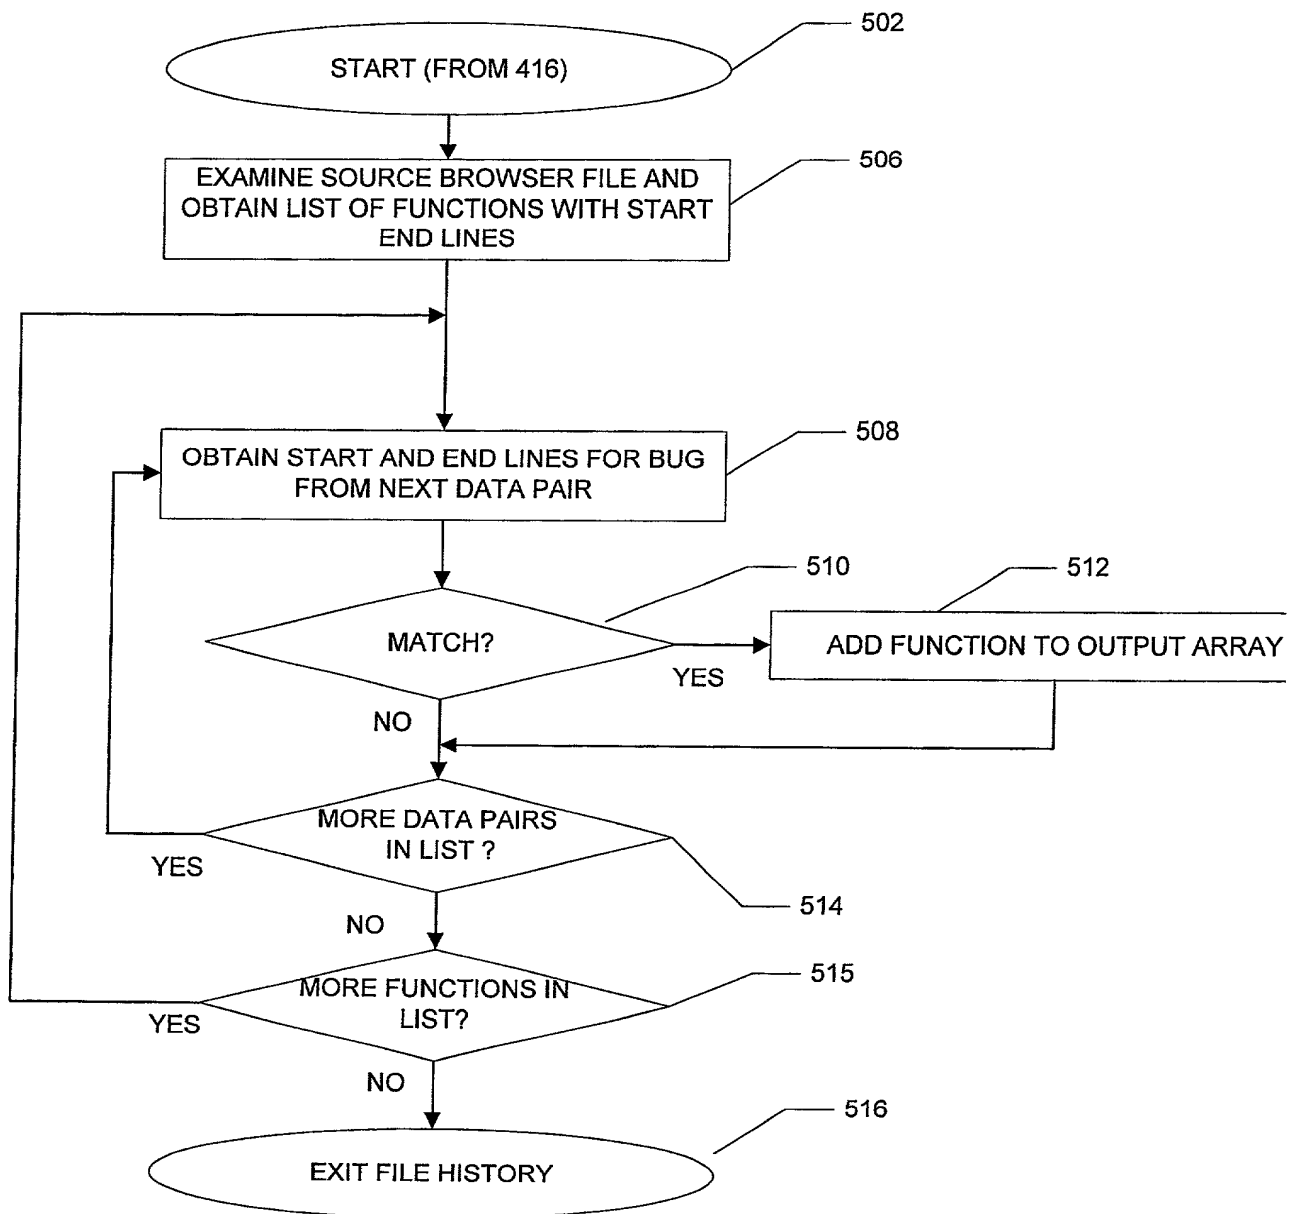 502
START (FROM 416)
506
EXAMINE SOURCE BROWSER FILE AND
OBTAIN LIST OF FUNCTIONS WITH START
END LINES
508
OBTAIN START AND END LINES FOR BUG
FROM NEXT DATA PAIR
510
512
MATCH?
YES
ADD FUNCTION TO OUTPUT ARRAY
NO
MORE DATA PAIRS
IN LIST ?
YES
514
NO
515
MORE FUNCTIONS IN
LIST?
YES
NO
516
EXIT FILE HISTORY